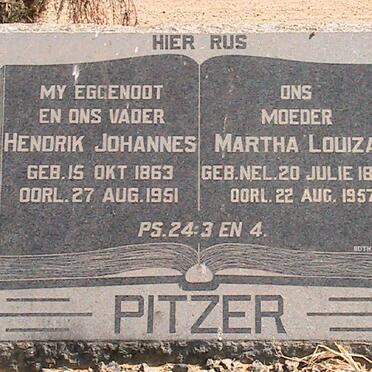 HIER RUS
MY EGGENOOT
EN ONS VADER
HENDRIK JOHANNES
GEB. 15 OKT 1863
OORL. 27 AUG. 1951
ONS
MOEDER
MARTHA LOUIZA
GEB. NEL. 20 JULIE 18
OORL. 22 AUG. 1957
PS. 24:3 EN 4.
PITZER